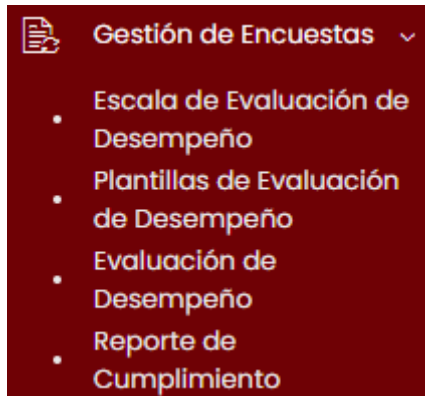 Gestión de Encuestas
Escala de Evaluación de
Desempeño
Plantillas de Evaluación
de Desempeño
Evaluación de
Desempeño
Reporte de
Cumplimiento